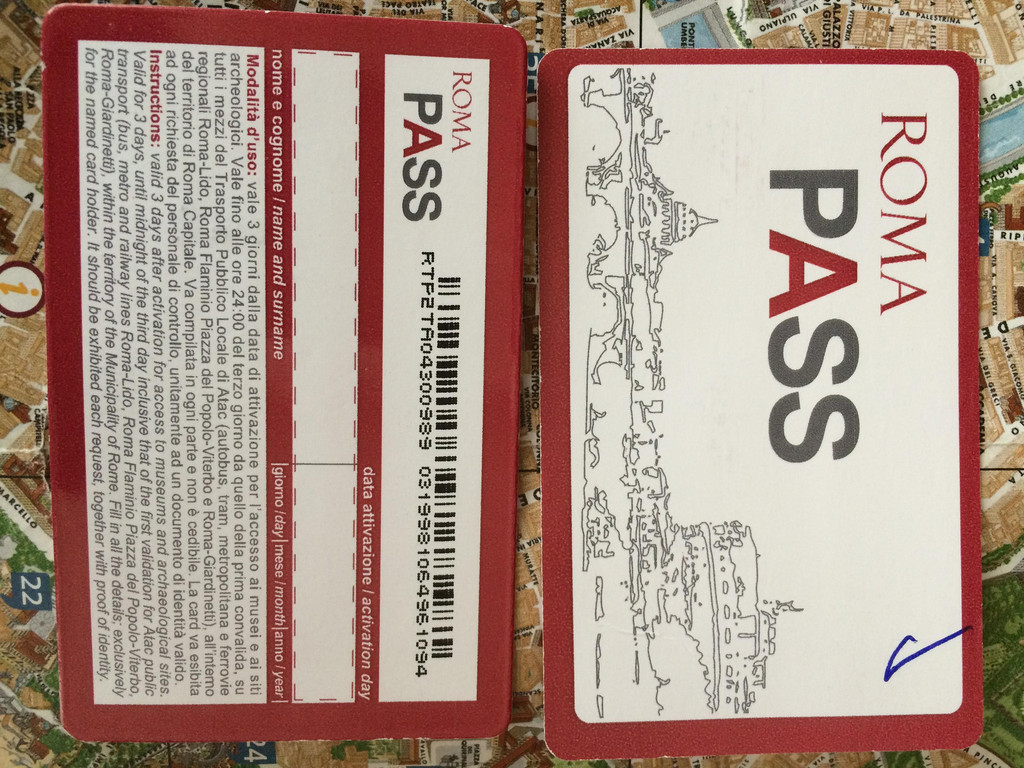 ROMA
PASS
RTP2TA04300989 0319981064961094
data attivazione / activation day
nome e cognome / name and surname
giorno / day
mese / month
anno / year
Modalità d'uso: vale 3 giorni dalla data di attivazione per l'accesso ai musei e ai siti
archeologici. Vale fino alle ore 24:00 del terzo giorno da quello della prima convalida, su
tutti i mezzi del Trasporto Pubblico Locale di Atac (autobus, tram, metropolitana e ferrovie
regionali Roma-Lido, Roma Flaminio Piazza del Popolo-Viterbo e Roma-Giardinetti), all'interno
del territorio di Roma Capitale. Va compilata in ogni parte e non è cedibile. La card va esibita
ad ogni richiesta del personale di controllo, unitamente ad un documento di identità valido.
Instructions: valid 3 days after activation for access to museums and archaeological sites.
Valid for 3 days, until midnight of the third day inclusive that of the first validation for Atac public
transport (bus, metro and railway lines Roma-Lido, Roma Flaminio Piazza del Popolo-Viterbo,
Roma-Giardinetti), within the territory of the Municipality of Rome. Fill in all the details; exclusively
for the named card holder. It should be exhibited each request, together with proof of identity.
ROMA
PASS
22
24
MARCELLO
i